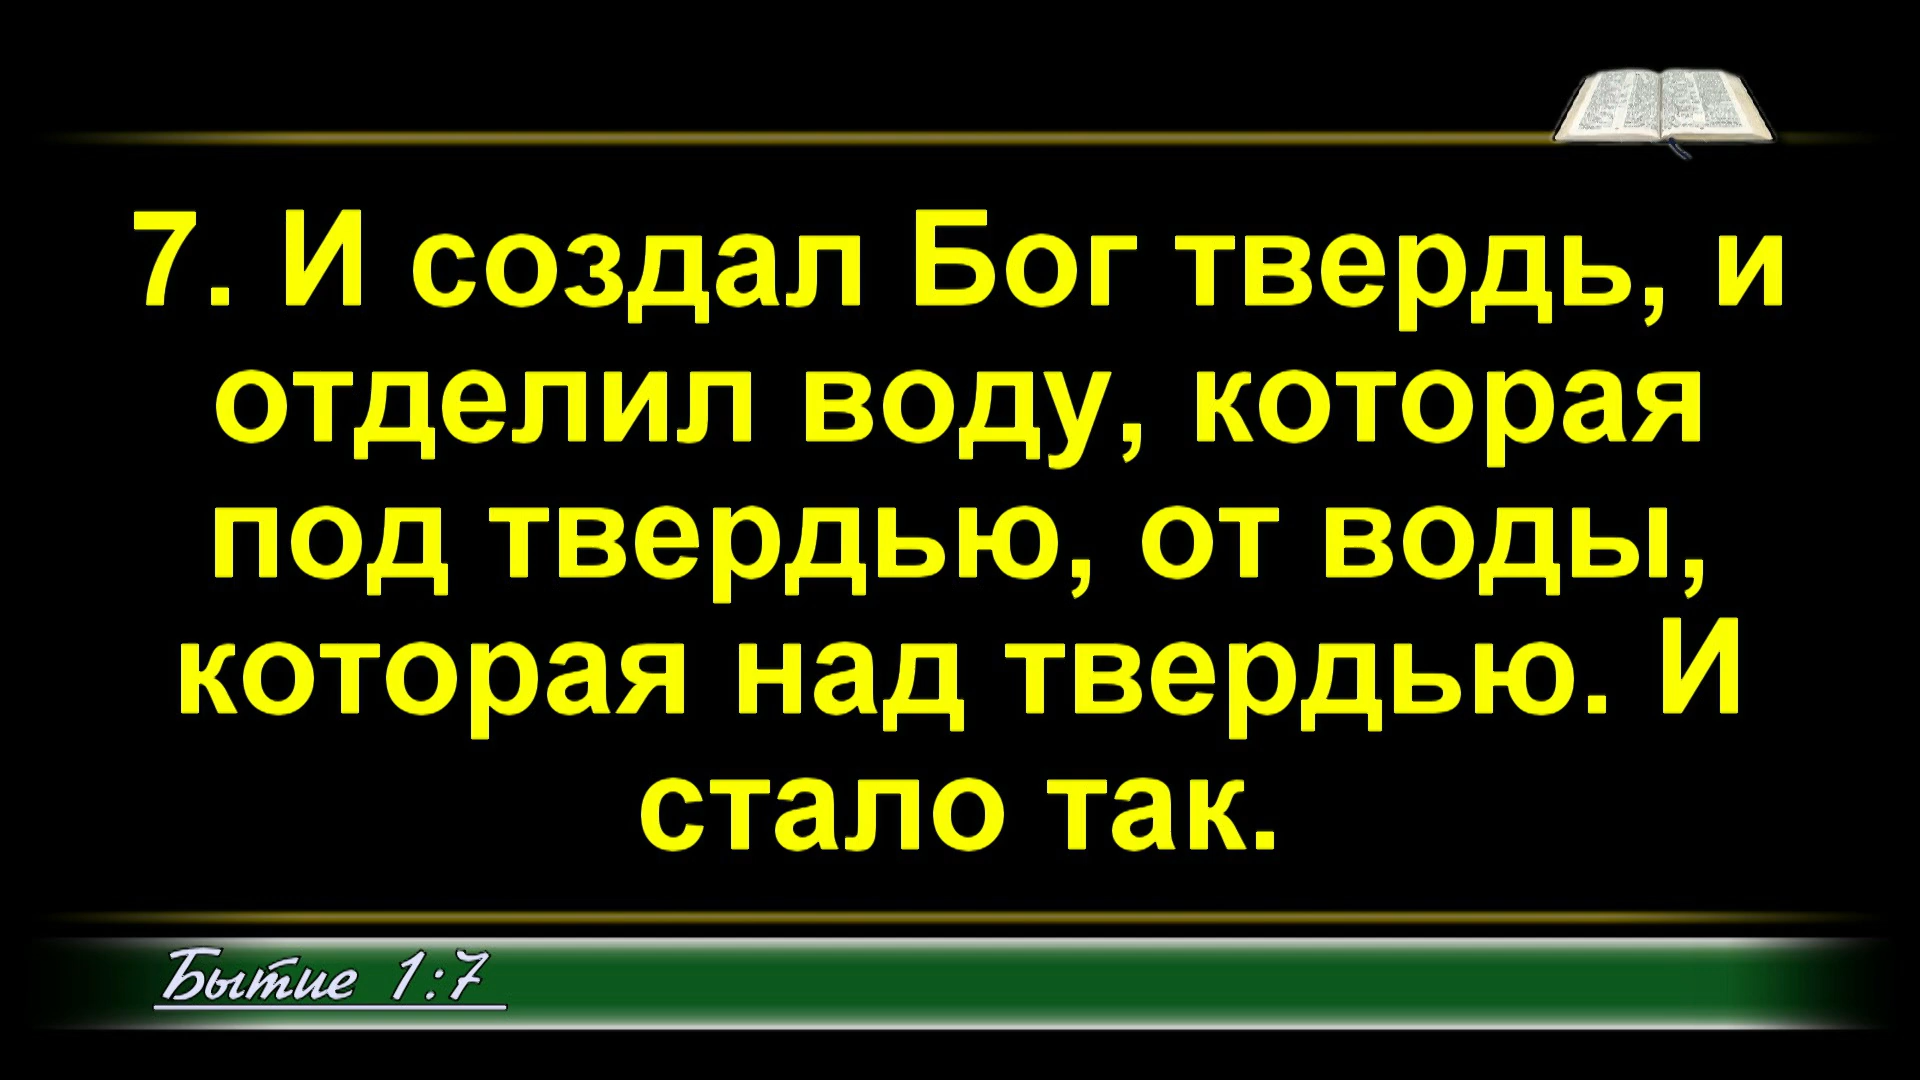 7. И создал Бог твердь, и
отделил воду, которая
под твердью, от воды,
которая над твердью. И
стало так.
Бытие 1:7